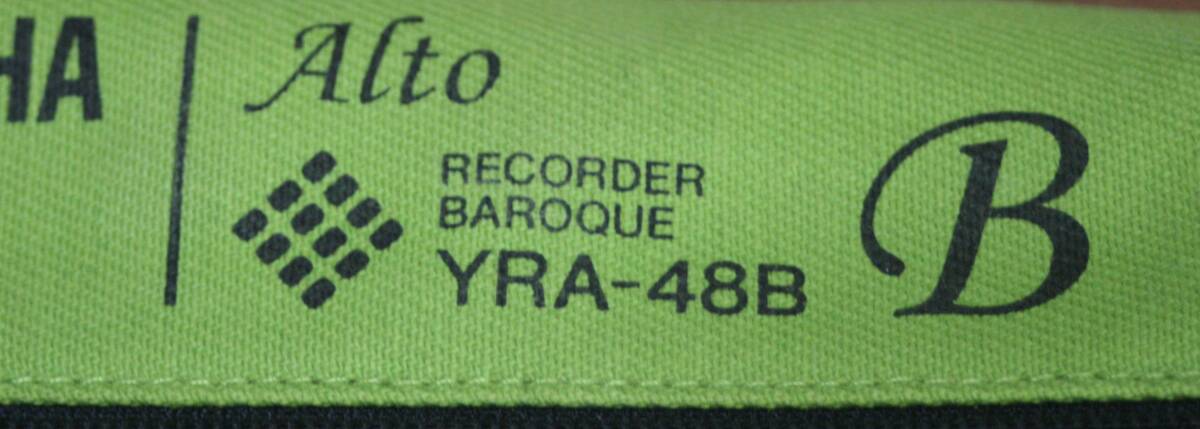 HA
Alto
RECORDER
BAROQUE
YRA-48B
B